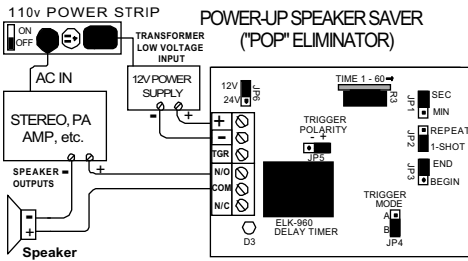 110v POWER STRIP
POWER-UP SPEAKER SAVER
("POP" ELIMINATOR)
ON
OFF
TRANSFORMER
LOW VOLTAGE
INPUT
AC IN
12V POWER
SUPPLY
- +
STEREO, PA
AMP, etc.
SPEAKER
OUTPUTS
- +
-
+
Speaker
12V
24V
JP6
TIME 1 - 60
R3
JP1
SEC
MIN
TRIGGER
POLARITY
- +
JP5
JP2
REPEAT
1-SHOT
JP3
END
BEGIN
+
-
TGR
N/O
COM
N/C
D3
ELK-960
DELAY TIMER
TRIGGER
MODE
A
B
JP4